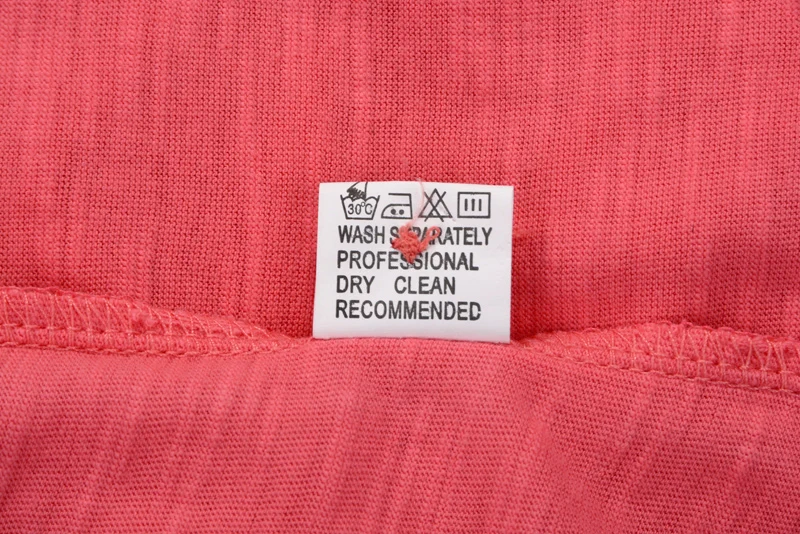 30°C
WASH SEPARATELY
PROFESSIONAL
DRY CLEAN
RECOMMENDED